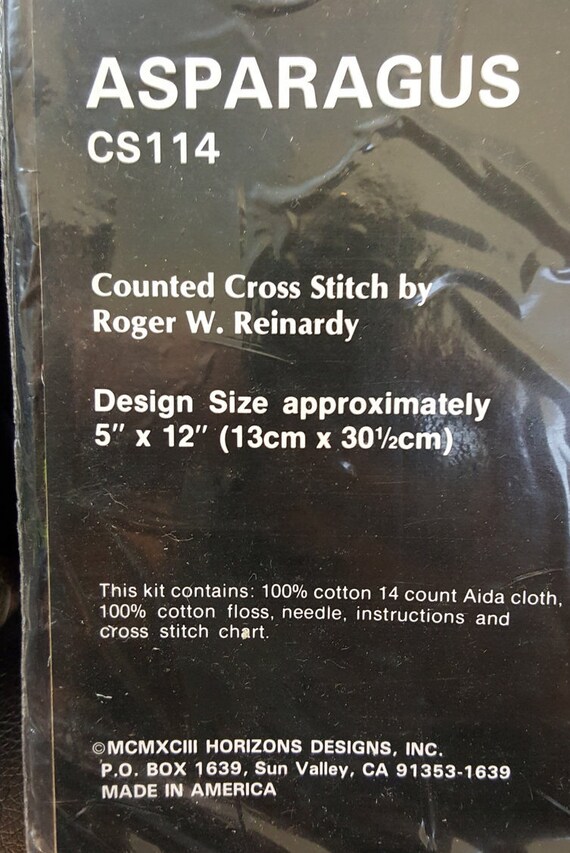 ASPARAGUS
CS114
Counted Cross Stitch by
Roger W. Reinardy
Design Size approximately
5" x 12" (13cm x 30½cm)
This kit contains: 100% cotton 14 count Aida cloth,
100% cotton floss, needle, instructions and
cross stitch chart.
©MCMXCIII HORIZONS DESIGNS, INC.
P.O. BOX 1639, Sun Valley, CA 91353-1639
MADE IN AMERICA